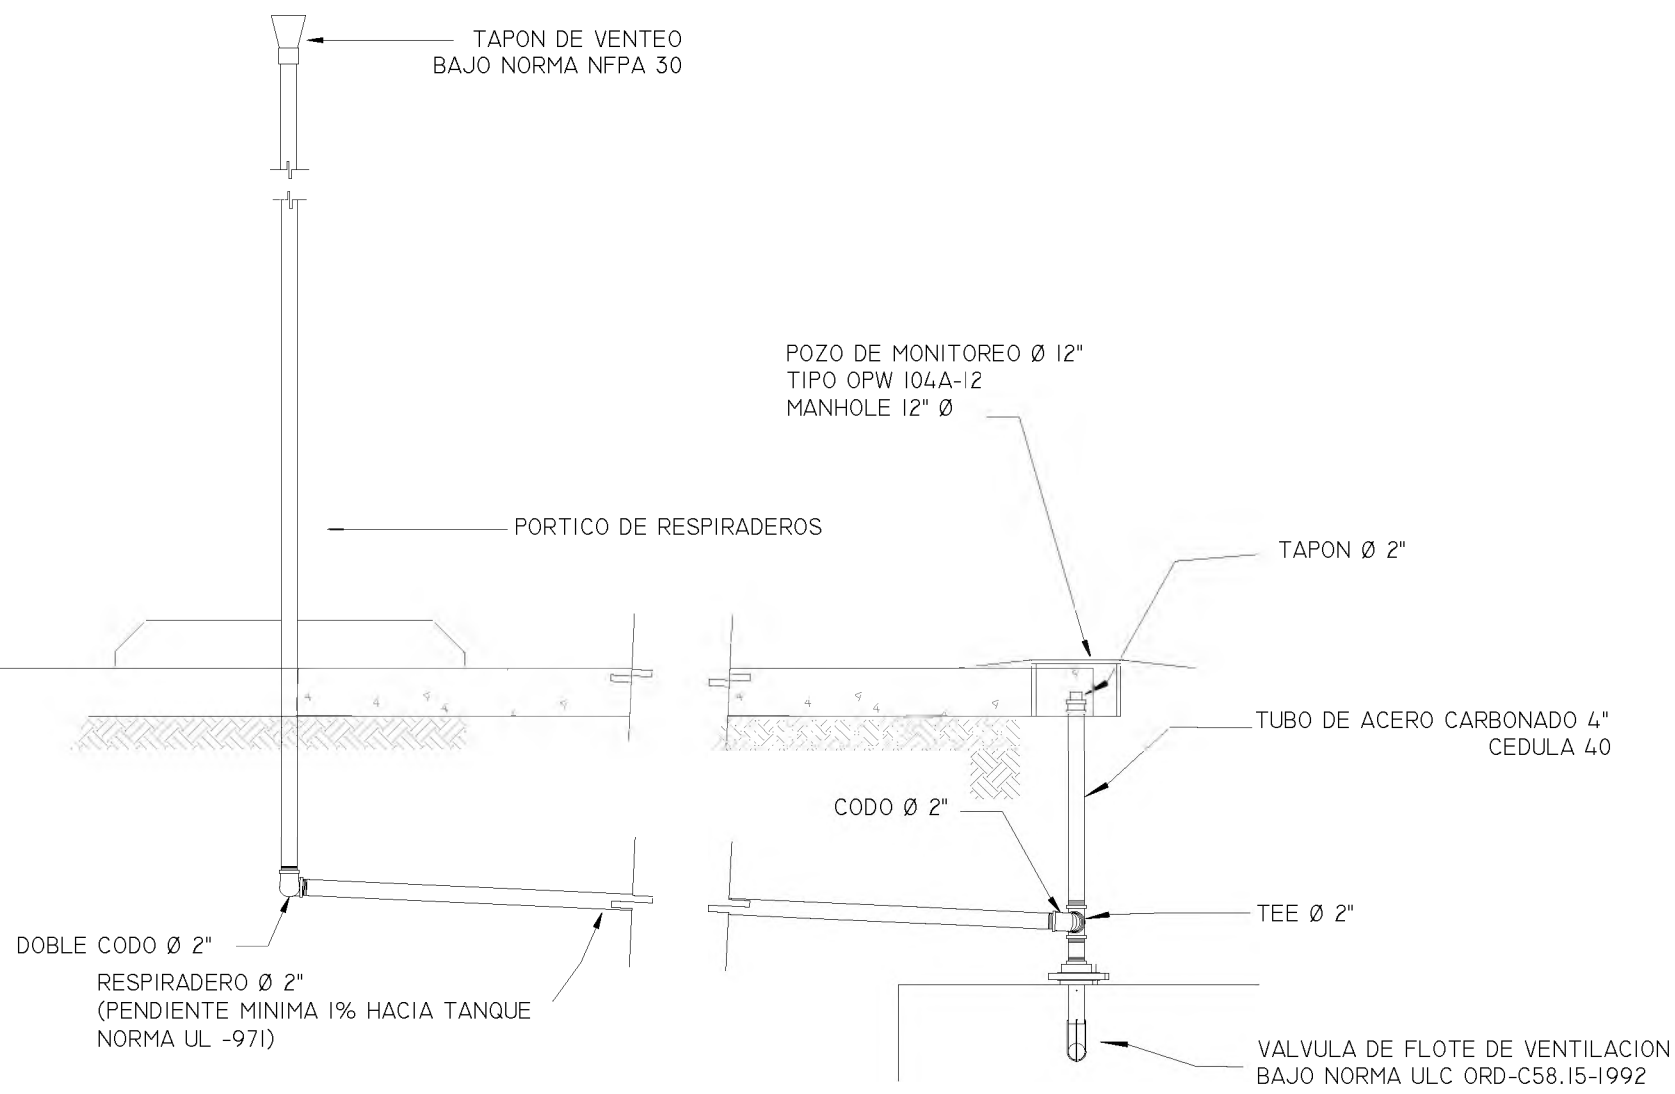 TAPON DE VENTEO
BAJO NORMA NFPA 30
POZO DE MONITOREO Ø 12"
TIPO OPW 104A-12
MANHOLE 12" Ø
PORTICO DE RESPIRADEROS
TAPON Ø 2"
TUBO DE ACERO CARBONADO 4"
CEDULA 40
CODO Ø 2"
TEE Ø 2"
DOBLE CODO Ø 2"
RESPIRADERO Ø 2"
(PENDIENTE MINIMA 1% HACIA TANQUE
NORMA UL -971)
VALVULA DE FLOTE DE VENTILACION
BAJO NORMA ULC ORD-C58.15-1992